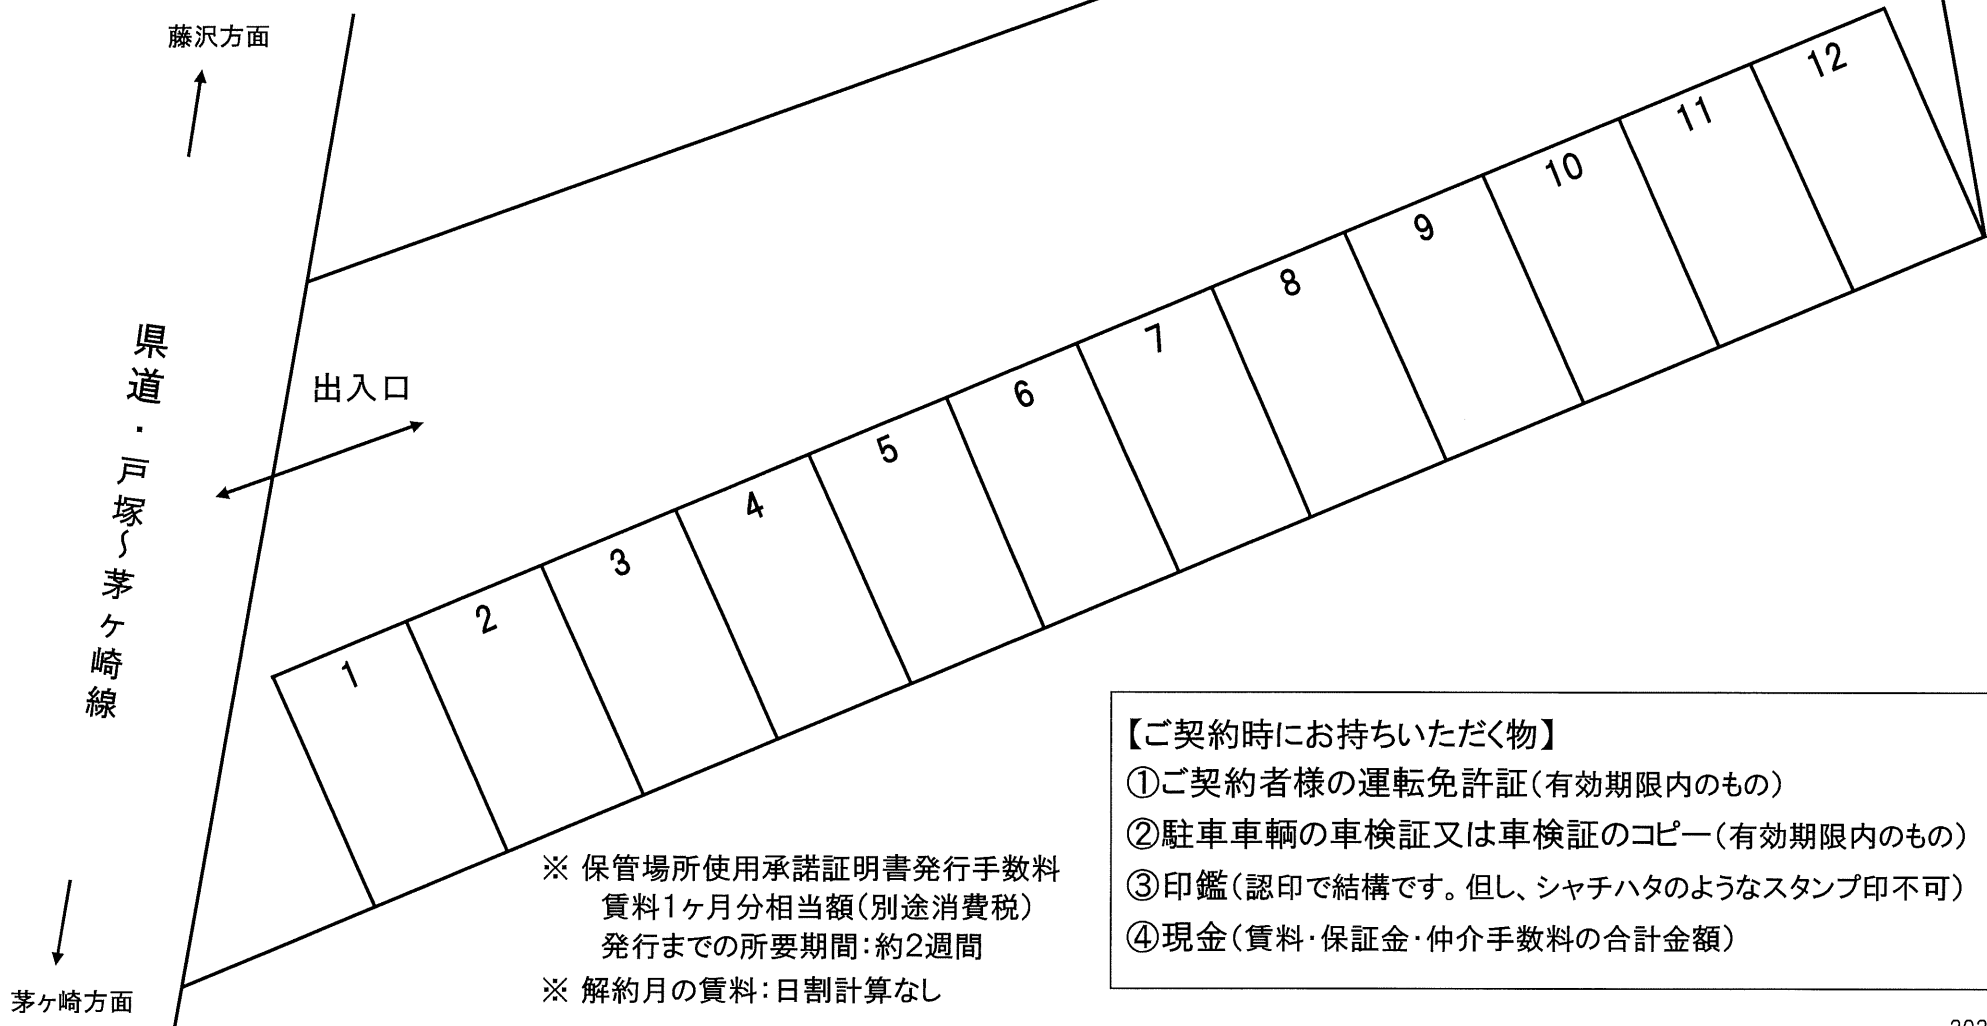 藤沢方面
県道・戸塚～茅ヶ崎線
出入口
茅ヶ崎方面
1
2
3
4
5
6
7
8
9
10
11
12
※ 保管場所使用承諾証明書発行手数料
賃料1ヶ月分相当額(別途消費税)
発行までの所要期間:約2週間
※ 解約月の賃料:日割計算なし
【ご契約時にお持ちいただく物】
①ご契約者様の運転免許証(有効期限内のもの)
②駐車車輌の車検証又は車検証のコピー(有効期限内のもの)
③印鑑(認印で結構です。但し、シャチハタのようなスタンプ印不可)
④現金(賃料・保証金・仲介手数料の合計金額)